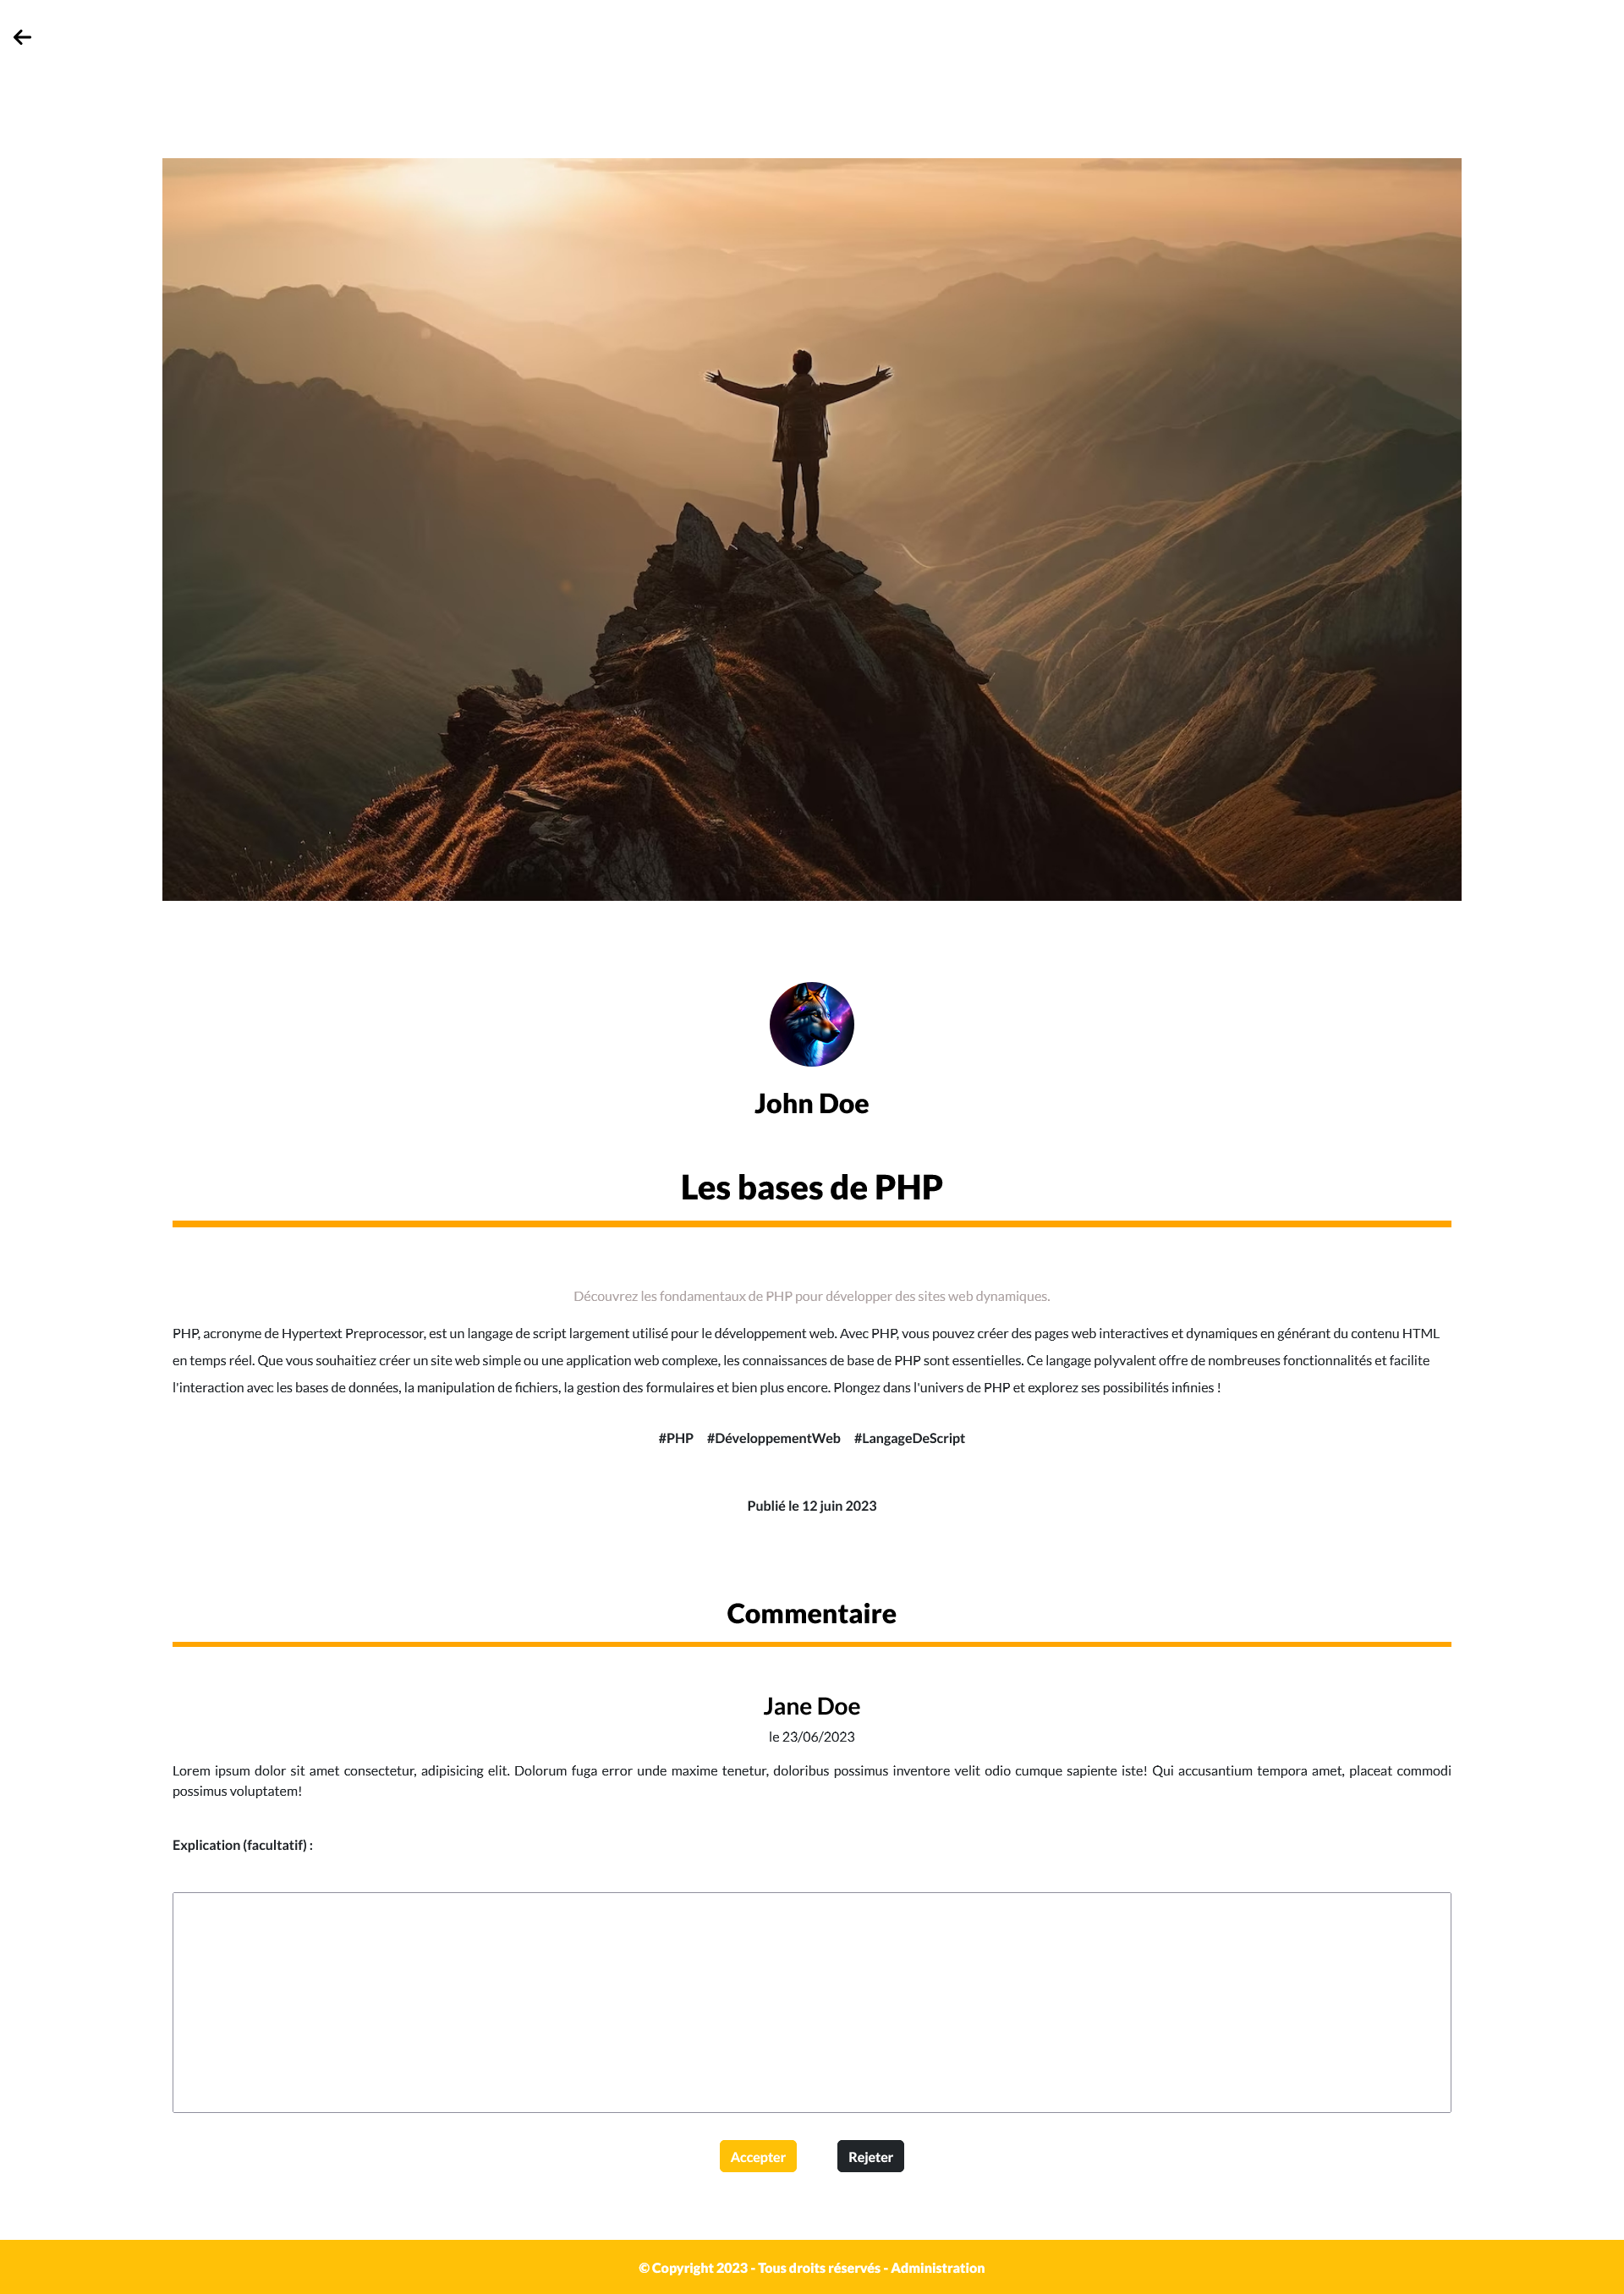 John Doe
Les bases de PHP
Découvrez les fondamentaux de PHP pour développer des sites web dynamiques.
PHP, acronyme de Hypertext Preprocessor, est un langage de script largement utilisé pour le développement web. Avec PHP, vous pouvez créer des pages web interactives et dynamiques en générant du contenu HTML
en temps réel. Que vous souhaitiez créer un site web simple ou une application web complexe, les connaissances de base de PHP sont essentielles. Ce langage polyvalent offre de nombreuses fonctionnalités et facilite
l'interaction avec les bases de données, la manipulation de fichiers, la gestion des formulaires et bien plus encore. Plongez dans l'univers de PHP et explorez ses possibilités infinies !
#PHP #DéveloppementWeb #LangageDeScript
Publié le 12 juin 2023
Commentaire
Jane Doe
le 23/06/2023
Lorem ipsum dolor sit amet consectetur, adipisicing elit. Dolorum fuga error unde maxime tenetur, doloribus possimus inventore velit odio cumque sapiente iste! Qui accusantium tempora amet, placeat commodi
possimus voluptatem!
Explication (facultatif) :
Accepter Rejeter
© Copyright 2023 - Tous droits réservés - Administration